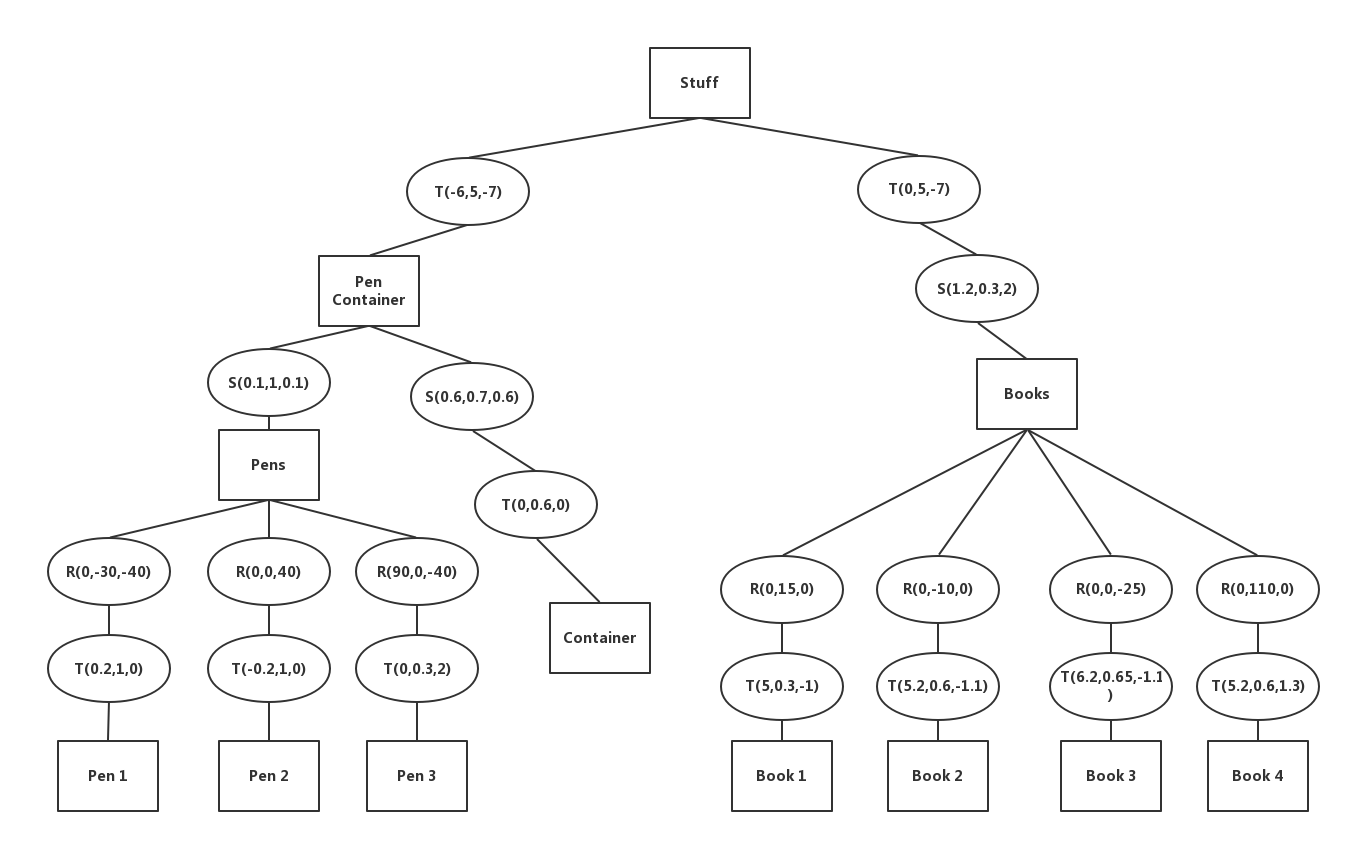 Stuff
T(-6,5,-7)
T(0,5,-7)
Pen
Container
S(1.2,0.3,2)
S(0.1,1,0.1)
S(0.6,0.7,0.6)
Books
Pens
T(0,0.6,0)
R(0,-30,-40)
R(0,0,40)
R(90,0,-40)
R(0,15,0)
R(0,-10,0)
R(0,0,-25)
R(0,110,0)
Container
T(0.2,1,0)
T(-0.2,1,0)
T(0,0.3,2)
T(5,0.3,-1)
T(5.2,0.6,-1.1)
T(6.2,0.65,-1.1
)
T(5.2,0.6,1.3)
Pen 1
Pen 2
Pen 3
Book 1
Book 2
Book 3
Book 4